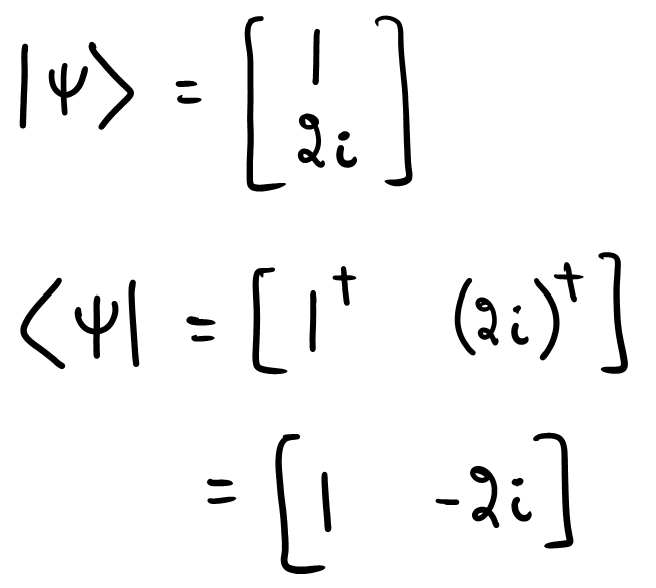 |ψ⟩ = [ 1
2i ]
⟨ψ| = [ 1† (2i)† ]
= [ 1 -2i ]